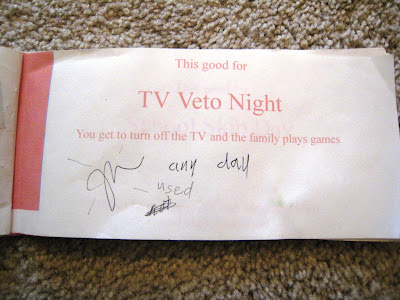 This good for
TV Veto Night
You get to turn off the TV and the family plays games
any day
used